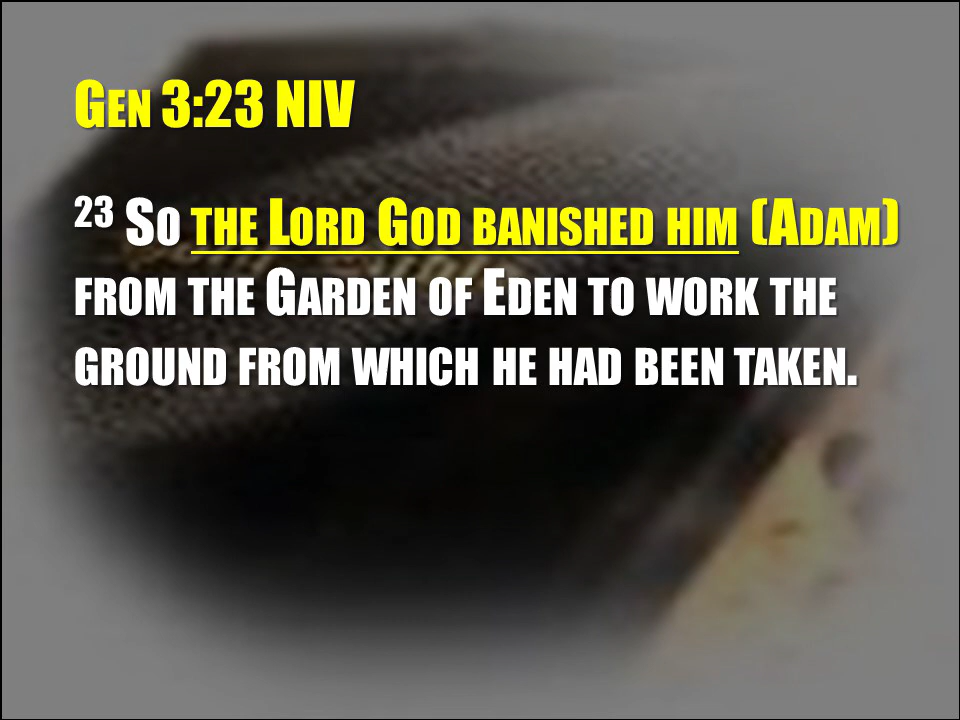 GEN 3:23 NIV
23 SO THE LORD GOD BANISHED HIM (ADAM)
FROM THE GARDEN OF EDEN TO WORK THE
GROUND FROM WHICH HE HAD BEEN TAKEN.